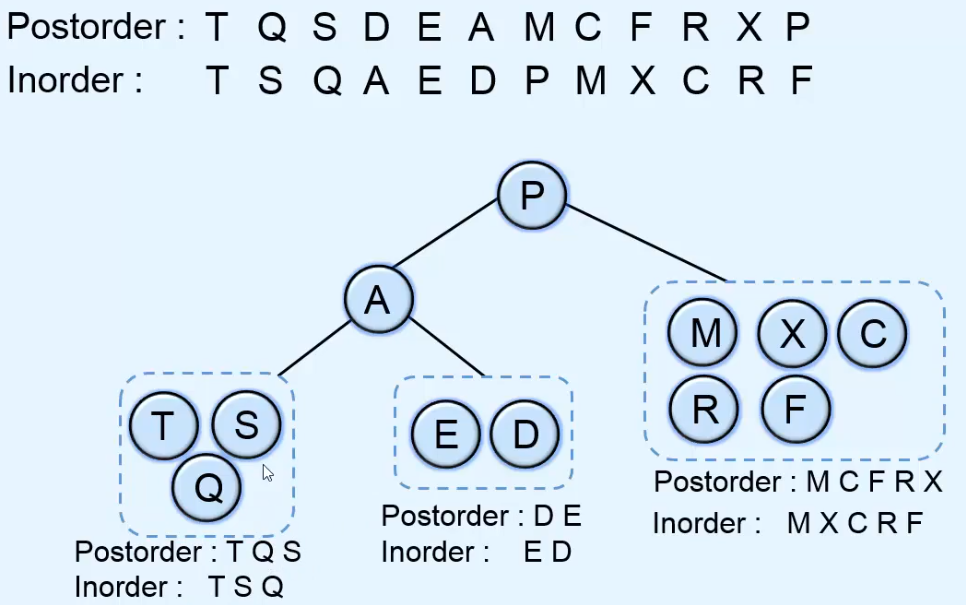 Postorder : T Q S D E A M C F R X P
Inorder : T S Q A E D P M X C R F
P
A
M X C
R F
T S
Q
E D
Postorder : M C F R X
Inorder : M X C R F
Postorder : D E
Inorder : E D
Postorder : T Q S
Inorder : T S Q